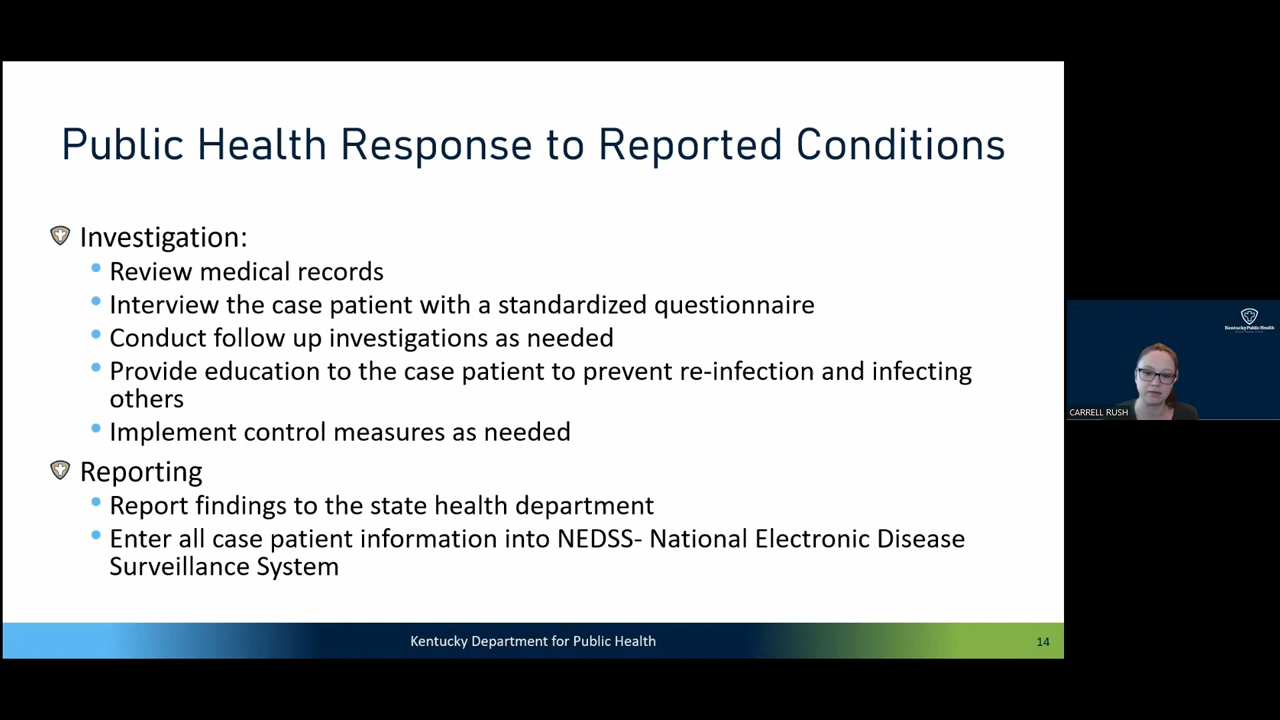 Public Health Response to Reported Conditions
Investigation:
Review medical records
Interview the case patient with a standardized questionnaire
Conduct follow up investigations as needed
Provide education to the case patient to prevent re-infection and infecting
others
Implement control measures as needed
Reporting
Report findings to the state health department
Enter all case patient information into NEDSS- National Electronic Disease
Surveillance System
Kentucky Department for Public Health
14
Kentucky Public Health
CARRELL RUSH